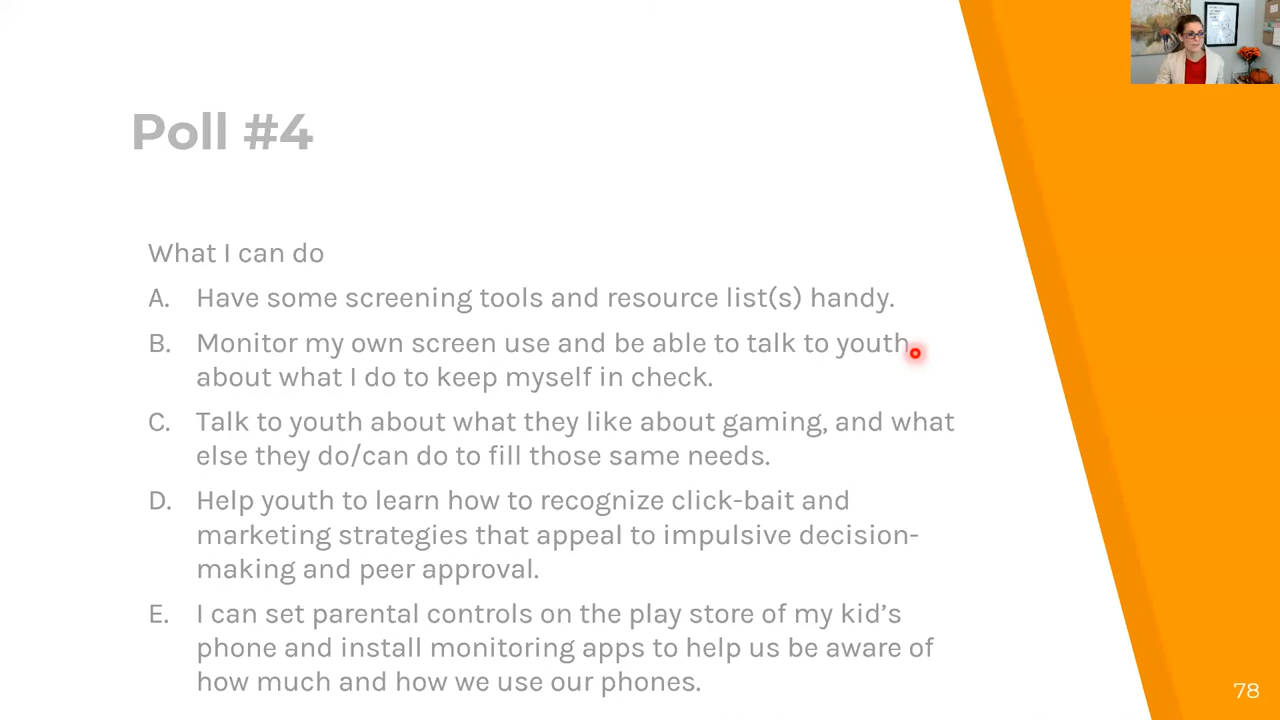 Poll #4
What I can do
A. Have some screening tools and resource list(s) handy.
B. Monitor my own screen use and be able to talk to youth
about what I do to keep myself in check.
C. Talk to youth about what they like about gaming, and what
else they do/can do to fill those same needs.
D. Help youth to learn how to recognize click-bait and
marketing strategies that appeal to impulsive decision-
making and peer approval.
E. I can set parental controls on the play store of my kid’s
phone and install monitoring apps to help us be aware of
how much and how we use our phones.
78